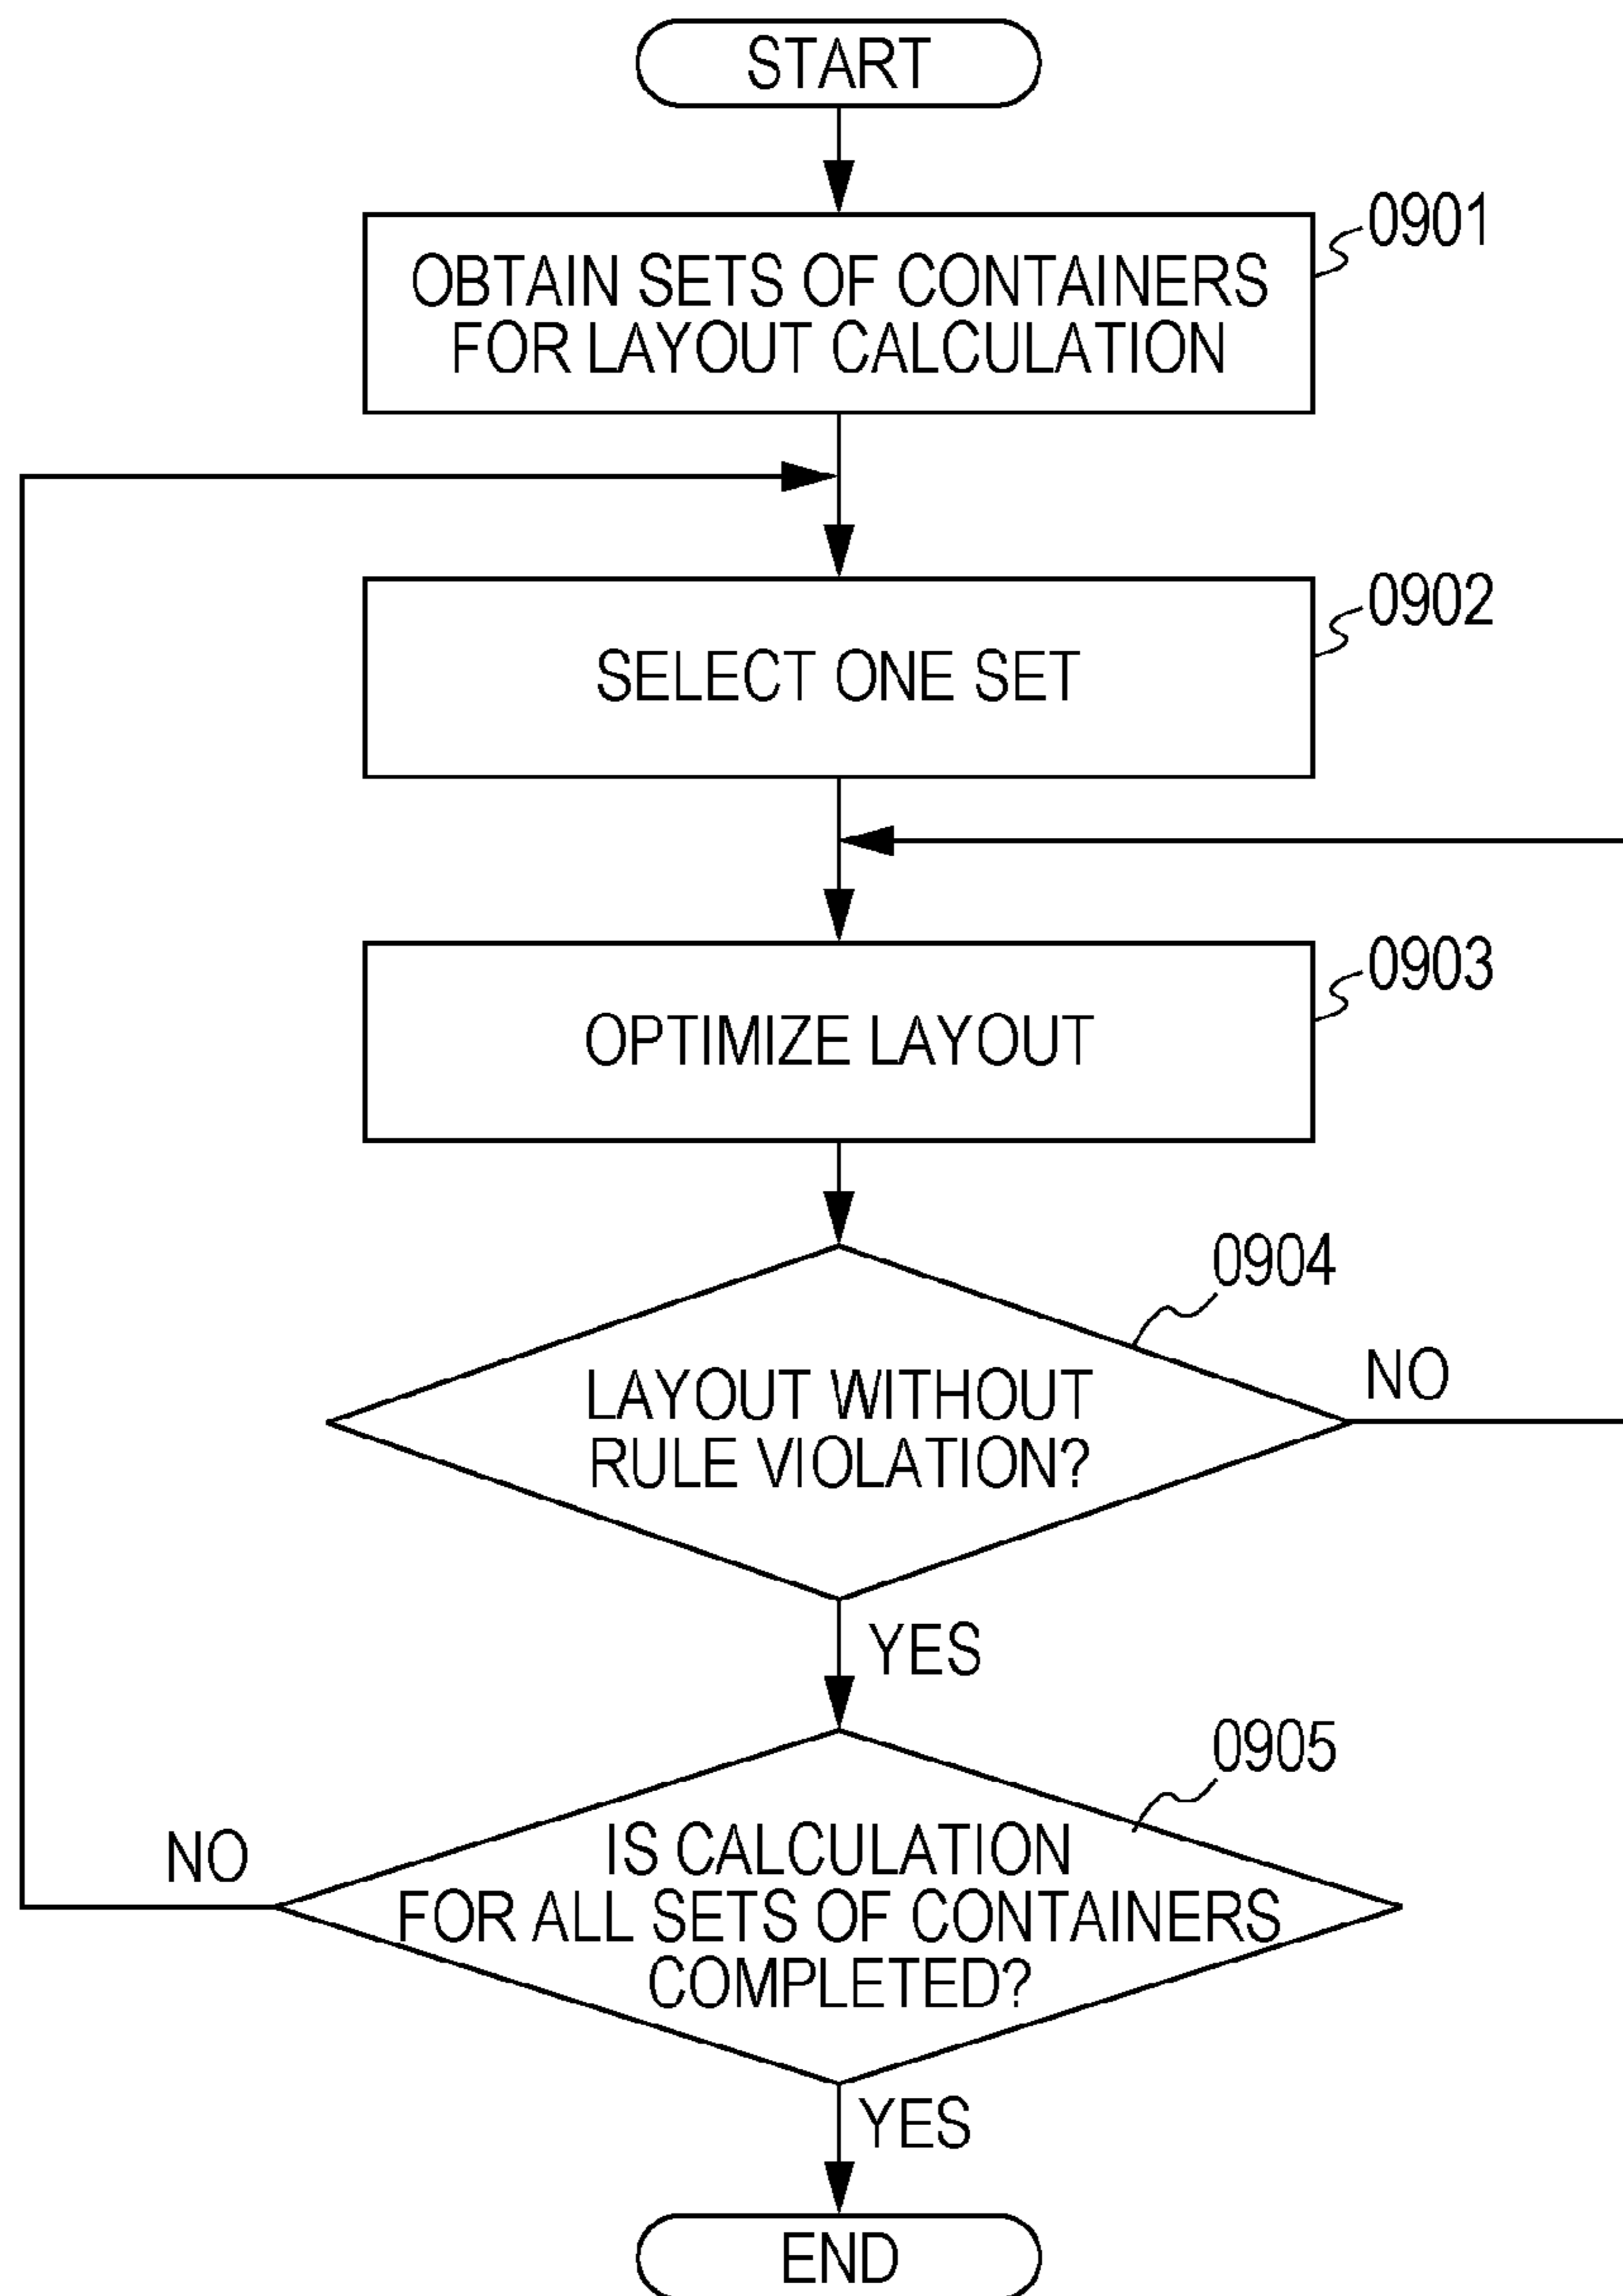 START
0901
OBTAIN SETS OF CONTAINERS
FOR LAYOUT CALCULATION
0902
SELECT ONE SET
0903
OPTIMIZE LAYOUT
0904
NO
LAYOUT WITHOUT
RULE VIOLATION?
YES
0905
NO
IS CALCULATION
FOR ALL SETS OF CONTAINERS
COMPLETED?
YES
END